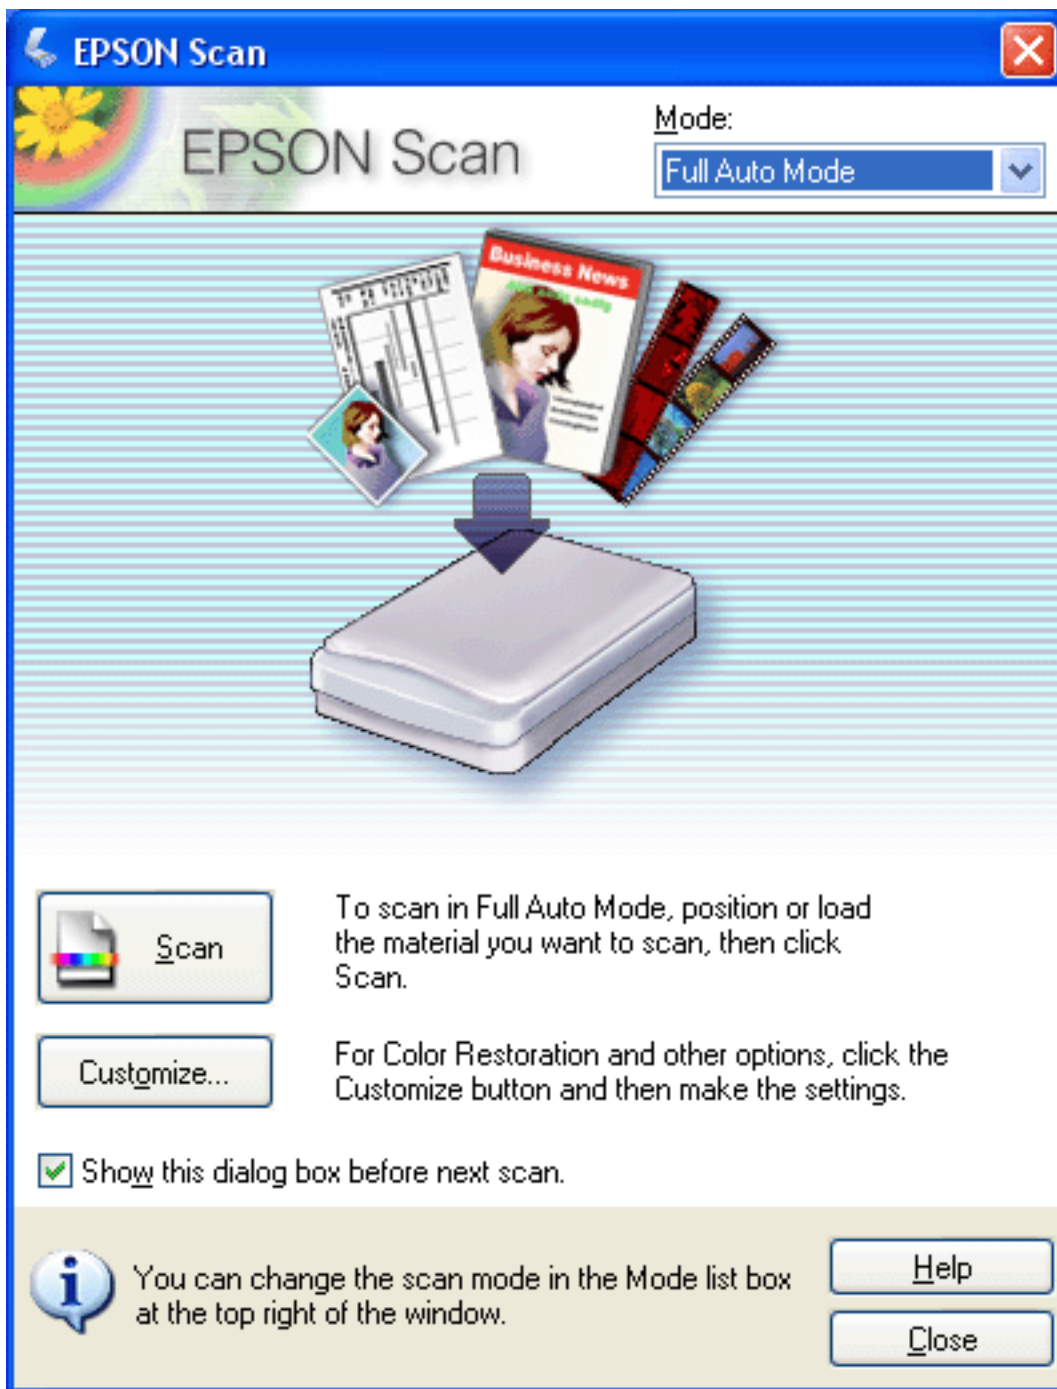 EPSON Scan
EPSON Scan
Mode:
Full Auto Mode
Business News
Scan
To scan in Full Auto Mode, position or load
the material you want to scan, then click
Scan.
Customize...
For Color Restoration and other options, click the
Customize button and then make the settings.
Show this dialog box before next scan.
You can change the scan mode in the Mode list box
at the top right of the window.
Help
Close